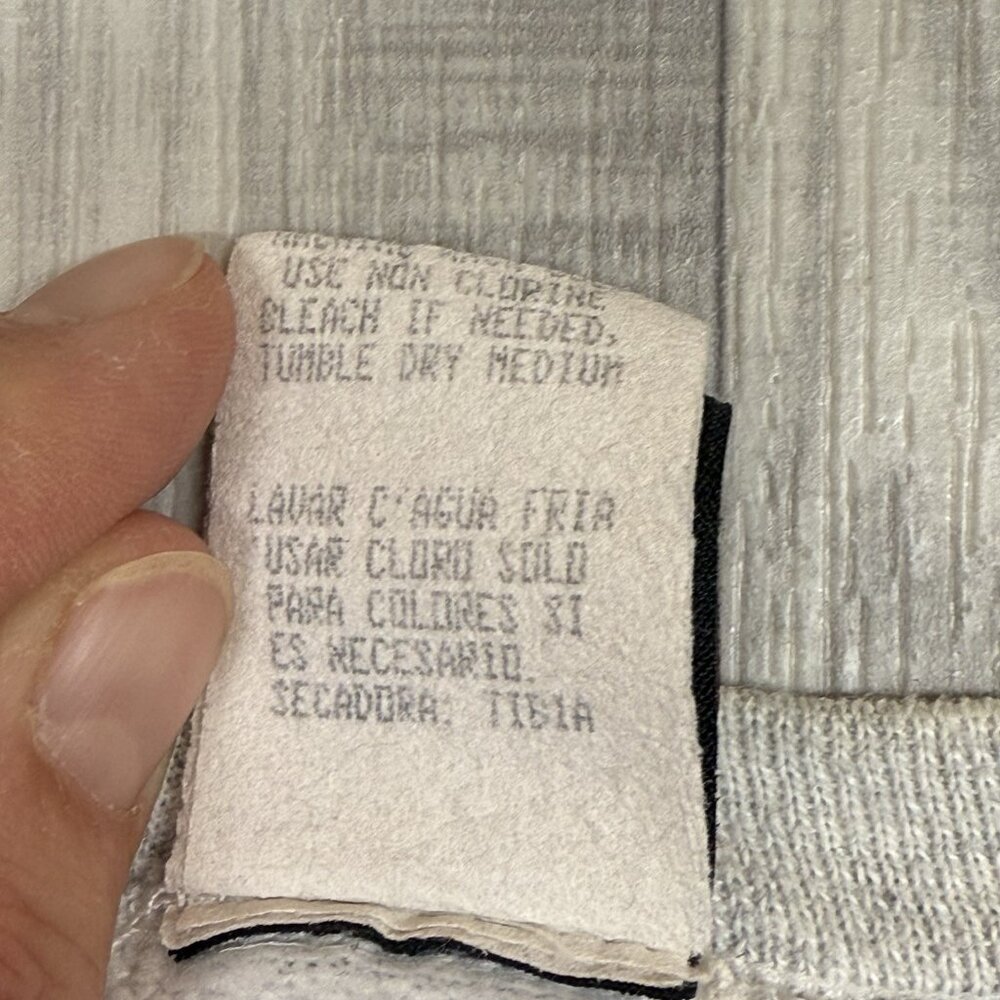 USE NON CLORINE
BLEACH IF NEEDED,
TUMBLE DRY MEDIUM
LAVAR C'AGUA FRIA
USAR CLORO SOLO
PARA COLORES SI
ES NECESARIO.
SECADORA: TIBIA